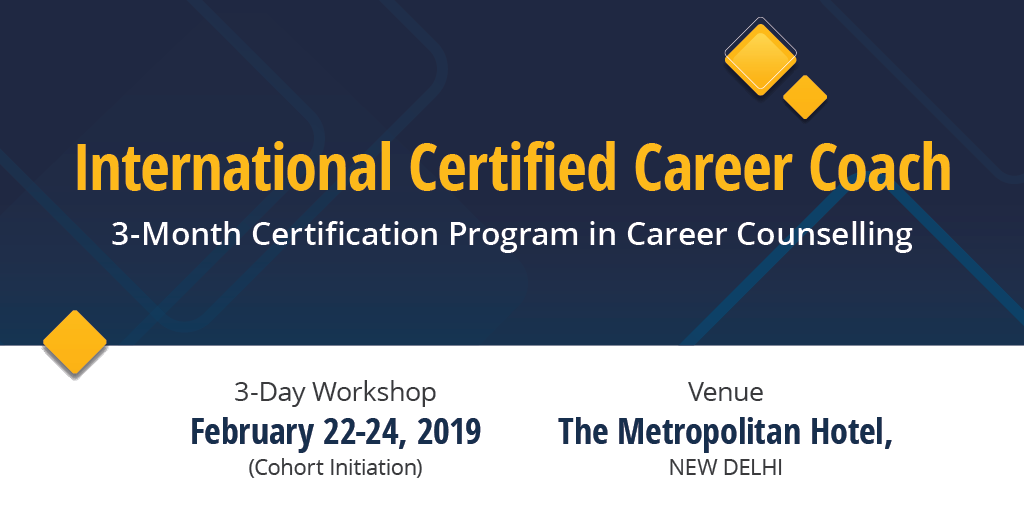 International Certified Career Coach
3-Month Certification Program in Career Counselling
3-Day Workshop
February 22-24, 2019
(Cohort Initiation)
Venue
The Metropolitan Hotel,
NEW DELHI